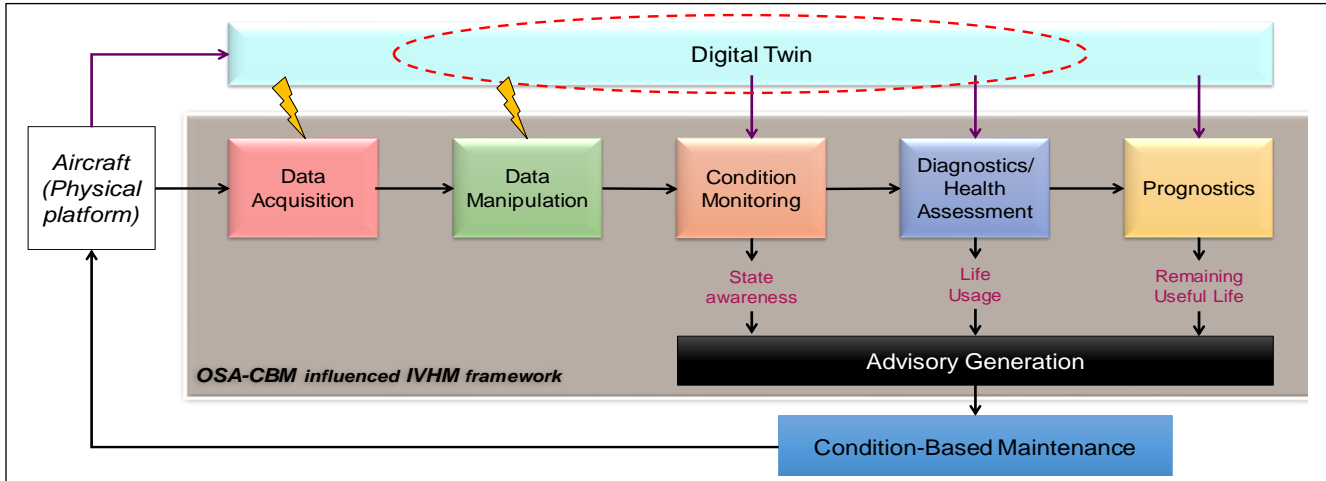 Digital Twin
Aircraft
(Physical
platform)
Data
Acquisition
Data
Manipulation
Condition
Monitoring
Diagnostics/
Health
Assessment
Prognostics
State
awareness
Life
Usage
Remaining
Useful Life
Advisory Generation
OSA-CBM influenced IVHM framework
Condition-Based Maintenance